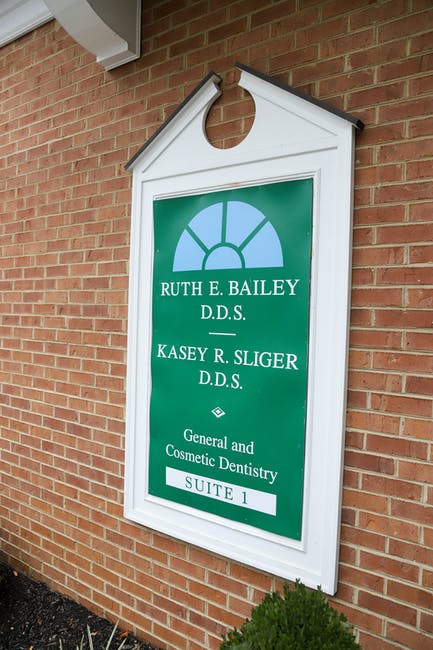 RUTH E. BAILEY
D.D.S.
KASEY R. SLIGER
D.D.S.
General and
Cosmetic Dentistry
SUITE 1